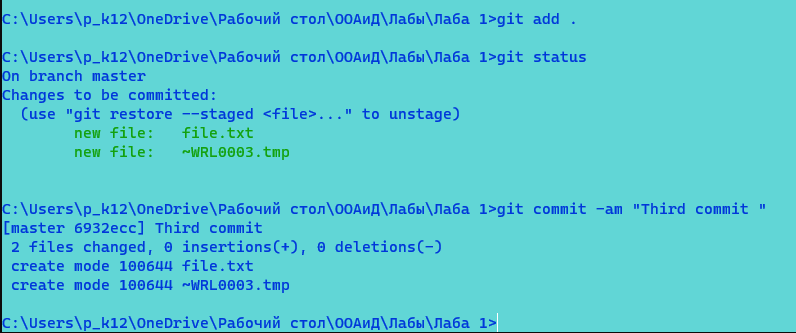 C:\Users\p_k12\OneDrive\Рабочий стол\ООАиД\Лабы\Лаба 1>git add .
C:\Users\p_k12\OneDrive\Рабочий стол\ООАиД\Лабы\Лаба 1>git status
On branch master
Changes to be committed:
  (use "git restore --staged <file>..." to unstage)
        new file:   file.txt
        new file:   ~WRL0003.tmp
C:\Users\p_k12\OneDrive\Рабочий стол\ООАиД\Лабы\Лаба 1>git commit -am "Third commit "
[master 6932ecc] Third commit
 2 files changed, 0 insertions(+), 0 deletions(-)
 create mode 100644 file.txt
 create mode 100644 ~WRL0003.tmp
C:\Users\p_k12\OneDrive\Рабочий стол\ООАиД\Лабы\Лаба 1>